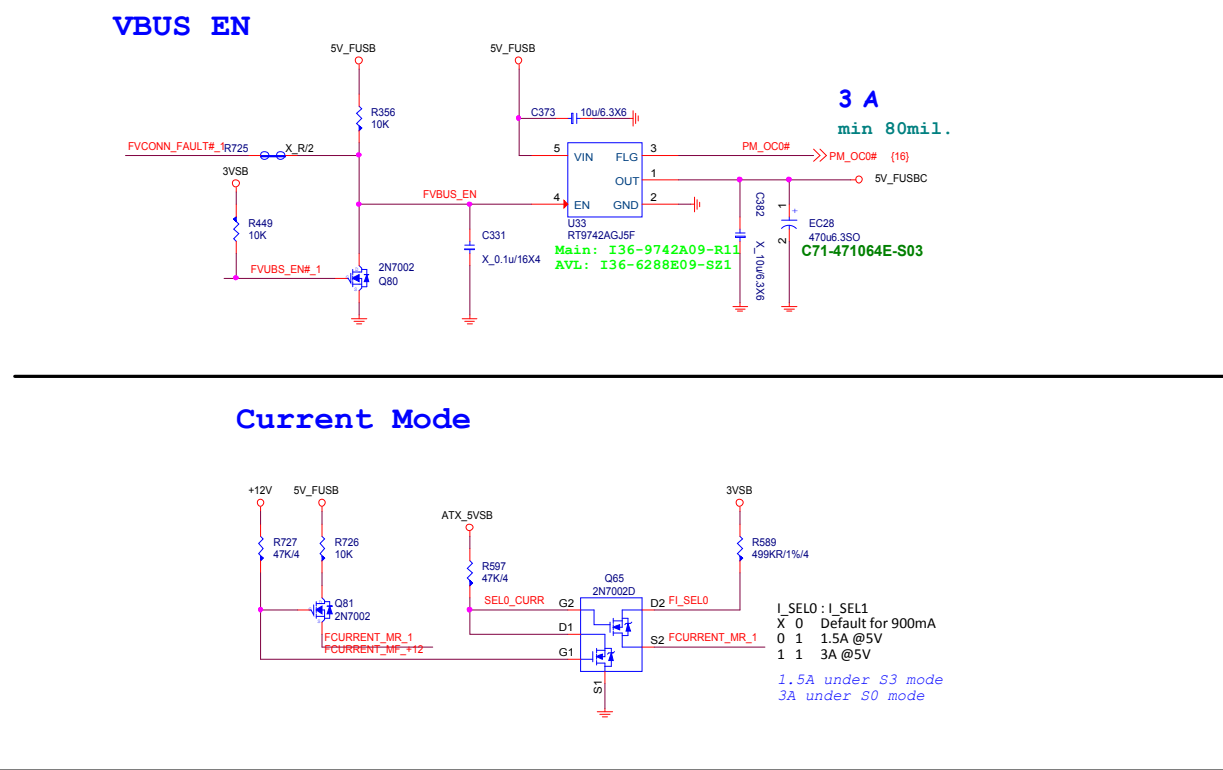 VBUS EN
5V_FUSB
5V_FUSB
R356
10K
C373
10u/6.3X6
3 A
min 80mil.
FVCONN_FAULT#_1
R725
X_R/2
5
VIN
FLG
3
PM_OC0#
PM_OC0#
{16}
3VSB
OUT
1
5V_FUSBC
FVBUS_EN
4
EN
GND
2
R449
10K
U33
RT9742AGJ5F
Main: I36-9742A09-R11
AVL: I36-6288E09-SZ1
C331
X_0.1u/16X4
C382
X_10u/6.3X6
1
+
2
EC28
470u6.3SO
C71-471064E-S03
FVUBS_EN#_1
2N7002
Q80
Current Mode
+12V
5V_FUSB
ATX_5VSB
3VSB
R727
47K/4
R726
10K
R597
47K/4
R589
499KR/1%/4
Q65
2N7002D
Q81
2N7002
SEL0_CURR
G2
D2
FI_SEL0
D1
FCURRENT_MR_1
S2
FCURRENT_MR_1
FCURRENT_MF_+12
G1
S1
I_SEL0 : I_SEL1
X 0 Default for 900mA
0 1 1.5A @5V
1 1 3A @5V
1.5A under S3 mode
3A under S0 mode